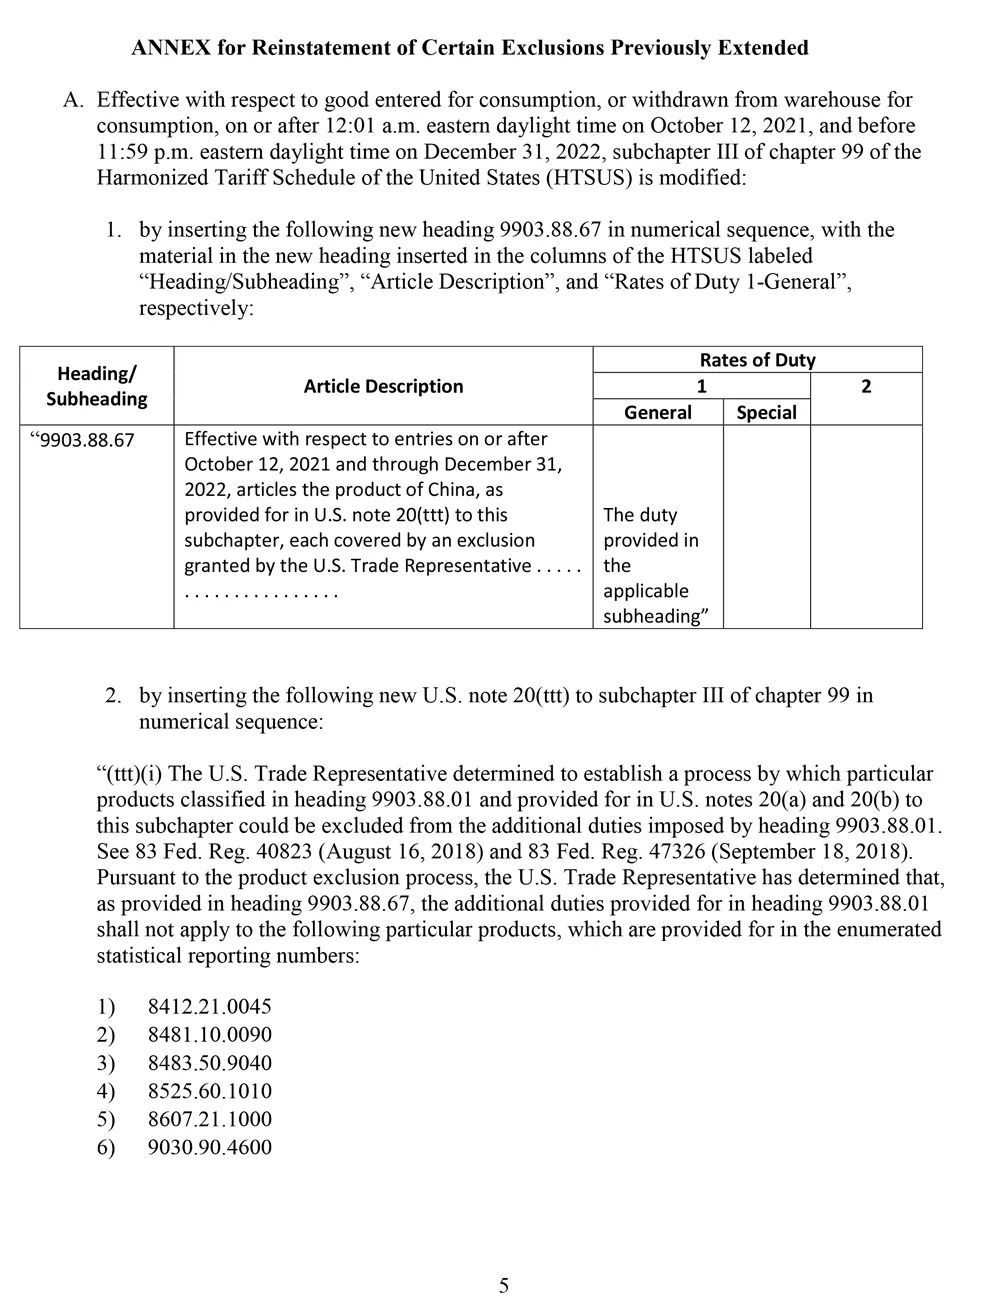 ANNEX for Reinstatement of Certain Exclusions Previously Extended
A. Effective with respect to good entered for consumption, or withdrawn from warehouse for
consumption, on or after 12:01 a.m. eastern daylight time on October 12, 2021, and before
11:59 p.m. eastern daylight time on December 31, 2022, subchapter III of chapter 99 of the
Harmonized Tariff Schedule of the United States (HTSUS) is modified:
1. by inserting the following new heading 9903.88.67 in numerical sequence, with the
material in the new heading inserted in the columns of the HTSUS labeled
“Heading/Subheading”, “Article Description”, and “Rates of Duty 1-General”,
respectively:
Heading/
Subheading
Article Description
Rates of Duty
1
2
General
Special
“9903.88.67
Effective with respect to entries on or after
October 12, 2021 and through December 31,
2022, articles the product of China, as
provided for in U.S. note 20(ttt) to this
subchapter, each covered by an exclusion
granted by the U.S. Trade Representative . . . . .
. . . . . . . . . . . . . . . .
The duty
provided in
the
applicable
subheading”
2. by inserting the following new U.S. note 20(ttt) to subchapter III of chapter 99 in
numerical sequence:
“(ttt)(i) The U.S. Trade Representative determined to establish a process by which particular
products classified in heading 9903.88.01 and provided for in U.S. notes 20(a) and 20(b) to
this subchapter could be excluded from the additional duties imposed by heading 9903.88.01.
See 83 Fed. Reg. 40823 (August 16, 2018) and 83 Fed. Reg. 47326 (September 18, 2018).
Pursuant to the product exclusion process, the U.S. Trade Representative has determined that,
as provided in heading 9903.88.67, the additional duties provided for in heading 9903.88.01
shall not apply to the following particular products, which are provided for in the enumerated
statistical reporting numbers:
1) 8412.21.0045
2) 8481.10.0090
3) 8483.50.9040
4) 8525.60.1010
5) 8607.21.1000
6) 9030.90.4600
5